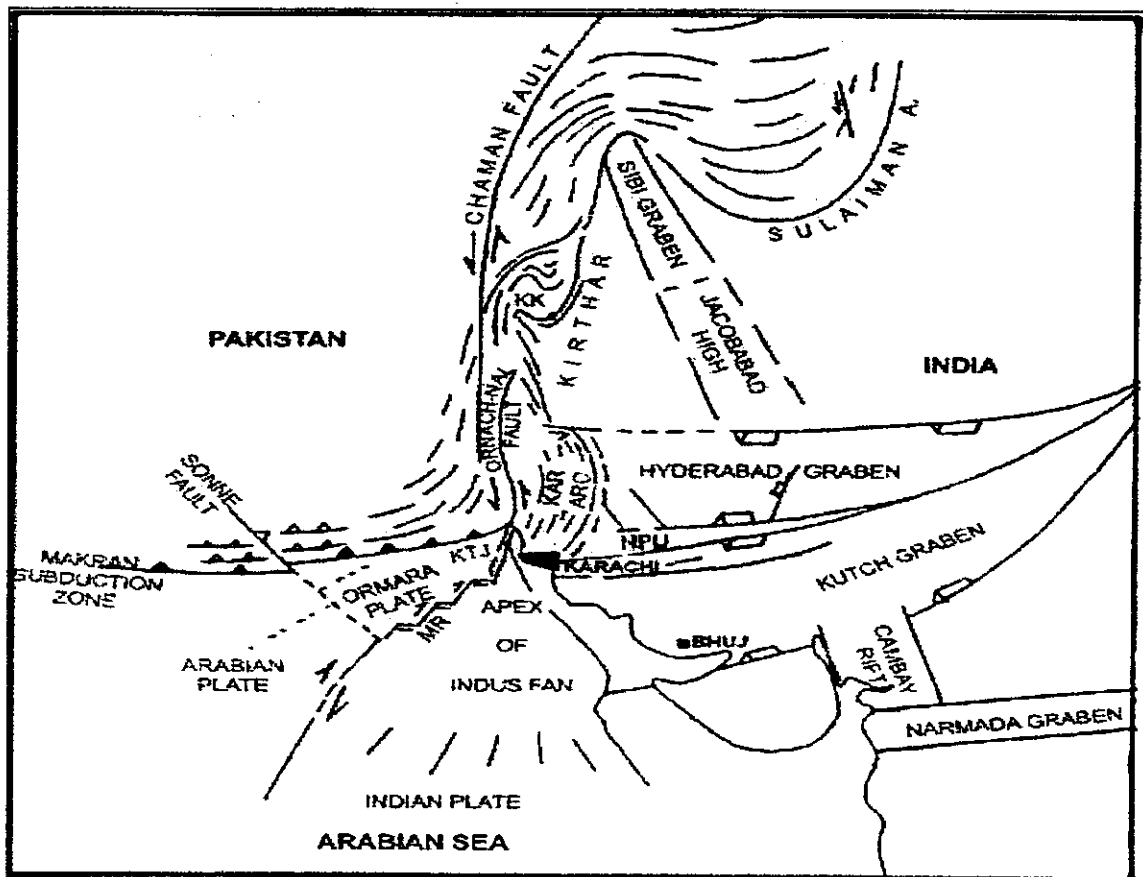 CHAMAN FAULT
SULAIMAN A.
SIBI GRABEN
JACOBABAD
HIGH
KK
KIRTHAR
PAKISTAN
INDIA
ORNACH-NAL
FAULT
HYDERABAD GRABEN
KAR
ARC
SONNE
FAULT
NPU
KTJ
KARACHI
MAKRAN
SUBDUCTION
ZONE
ORMARA
PLATE
KUTCH GRABEN
MR
APEX
OF
INDUS FAN
BHUJ
CAMBAY
RIFT
ARABIAN
PLATE
NARMADA GRABEN
INDIAN PLATE
ARABIAN SEA